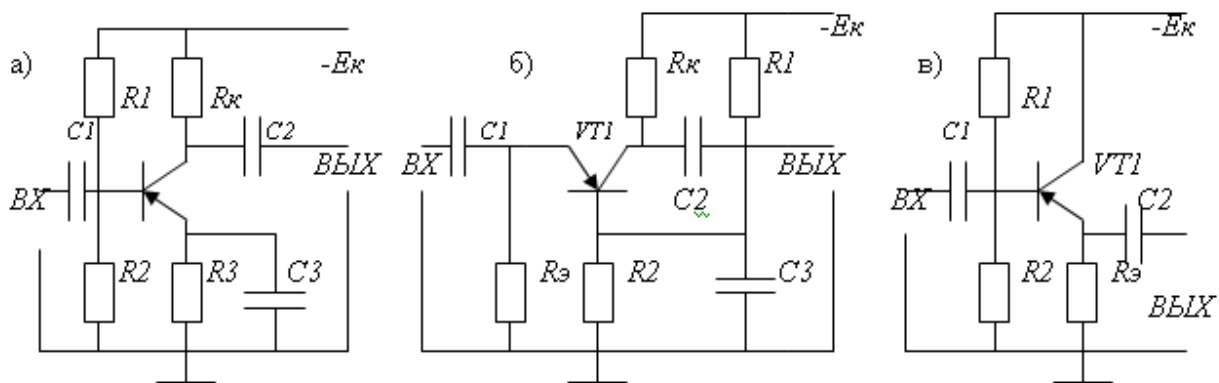 а)
R1
Rк
-Eк
C1
C2
ВХ
ВЫХ
R2
R3
C3
б)
-Eк
Rк
R1
C1
VT1
ВХ
C2
ВЫХ
Rэ
R2
C3
в)
-Eк
R1
C1
VT1
ВХ
C2
R2
Rэ
ВЫХ